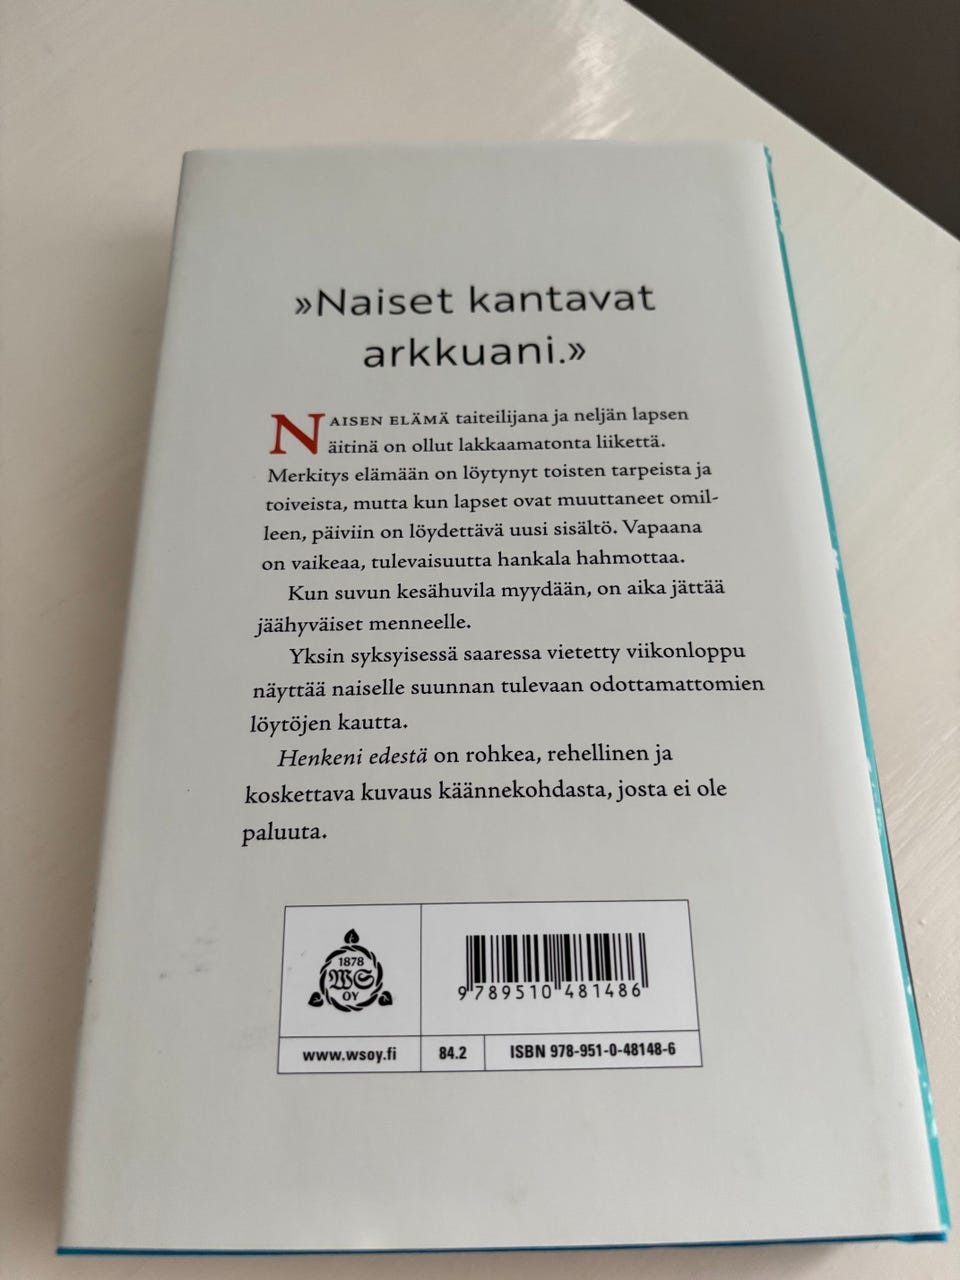 »Naiset kantavat
arkkuani.»
NAISEN ELÄMÄ taiteilijana ja neljän lapsen
äitinä on ollut lakkaamatonta liikettä.
Merkitys elämään on löytynyt toisten tarpeista ja
toiveista, mutta kun lapset ovat muuttaneet omil-
leen, päiviin on löydettävä uusi sisältö. Vapaana
on vaikeaa, tulevaisuutta hankala hahmottaa.
Kun suvun kesähuvila myydään, on aika jättää
jäähyväiset menneelle.
Yksin syksyisessä saaressa vietetty viikonloppu
näyttää naiselle suunnan tulevaan odottamattomien
löytöjen kautta.
Henkeni edestä on rohkea, rehellinen ja
koskettava kuvaus käännekohdasta, josta ei ole
paluuta.
1878
WS
OY
9 789510 481486
www.wsoy.fi
84.2
ISBN 978-951-0-48148-6